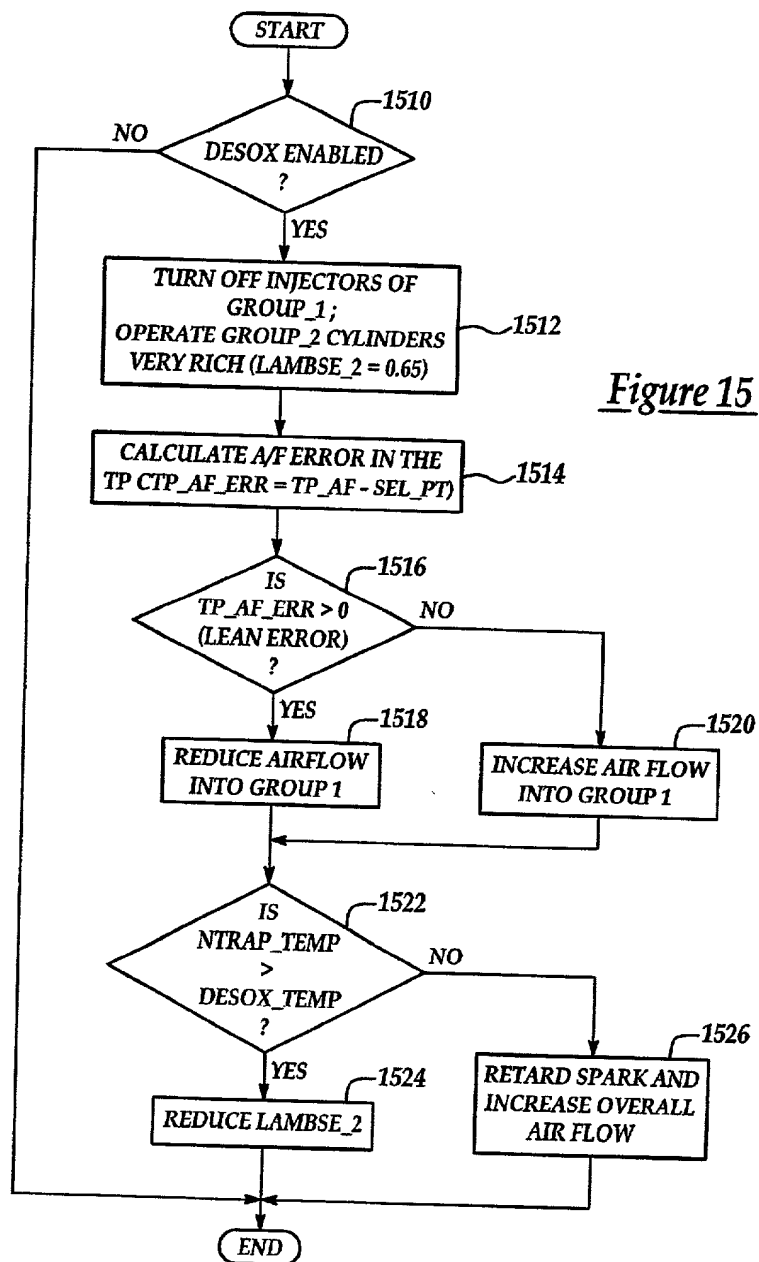 START
1510
NO
DESOX ENABLED
?
YES
TURN OFF INJECTORS OF
GROUP_1 ;
OPERATE GROUP_2 CYLINDERS
VERY RICH (LAMBSE_2 = 0.65)
1512
Figure 15
CALCULATE A/F ERROR IN THE
TP CTP_AF_ERR = TP_AF - SEL_PT)
1514
1516
IS
TP_AF_ERR > 0
(LEAN ERROR)
?
NO
YES
1518
REDUCE AIRFLOW
INTO GROUP 1
1520
INCREASE AIR FLOW
INTO GROUP 1
1522
IS
NTRAP_TEMP
>
DESOX_TEMP
?
NO
YES
1524
REDUCE LAMBSE_2
1526
RETARD SPARK AND
INCREASE OVERALL
AIR FLOW
END